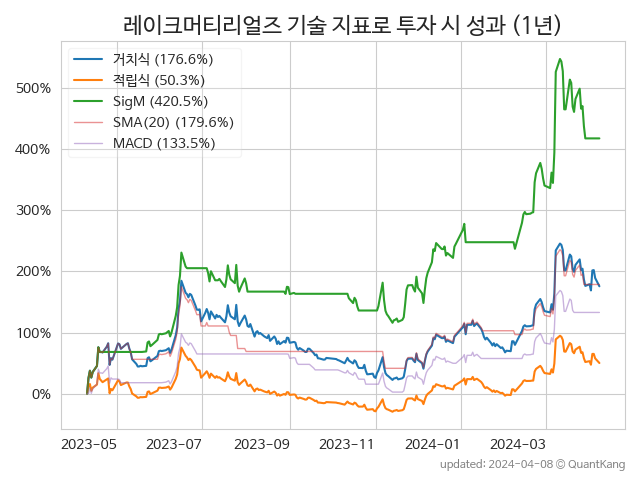 레이크머티리얼즈 기술 지표로 투자 시 성과 (1년)
거치식 (176.6%)
적립식 (50.3%)
SigM (420.5%)
SMA(20) (179.6%)
MACD (133.5%)
500%
400%
300%
200%
100%
0%
2023-05 2023-07 2023-09 2023-11 2024-01 2024-03
updated: 2024-04-08 © QuantKang